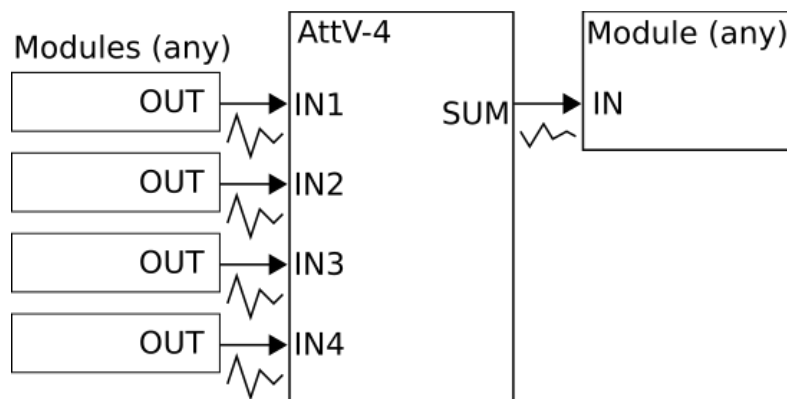 AttV-4
Module (any)
Modules (any)
OUT
IN1
SUM
IN
OUT
IN2
OUT
IN3
OUT
IN4